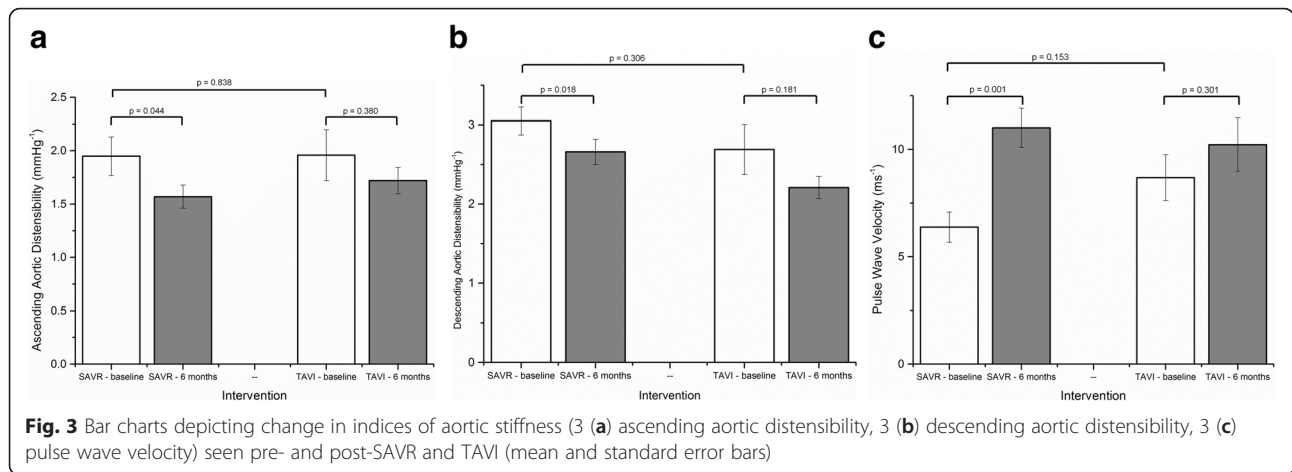 a
p = 0.838
p = 0.044
p = 0.380
2.5
2.0
1.5
1.0
0.5
0.0
Ascending Aortic Distensibility (mmHg⁻¹)
SAVR - baseline SAVR - 6 months -- TAVI - baseline TAVI - 6 months
Intervention
b
p = 0.306
p = 0.018
p = 0.181
3
2
1
0
Descending Aortic Distensibility (mmHg⁻¹)
SAVR - baseline SAVR - 6 months -- TAVI - baseline TAVI - 6 months
Intervention
c
p = 0.153
p = 0.001
p = 0.301
10
5
0
Pulse Wave Velocity (ms⁻¹)
SAVR - baseline SAVR - 6 months -- TAVI - baseline TAVI - 6 months
Intervention
Fig. 3 Bar charts depicting change in indices of aortic stiffness (3 (a) ascending aortic distensibility, 3 (b) descending aortic distensibility, 3 (c)
pulse wave velocity) seen pre- and post-SAVR and TAVI (mean and standard error bars)